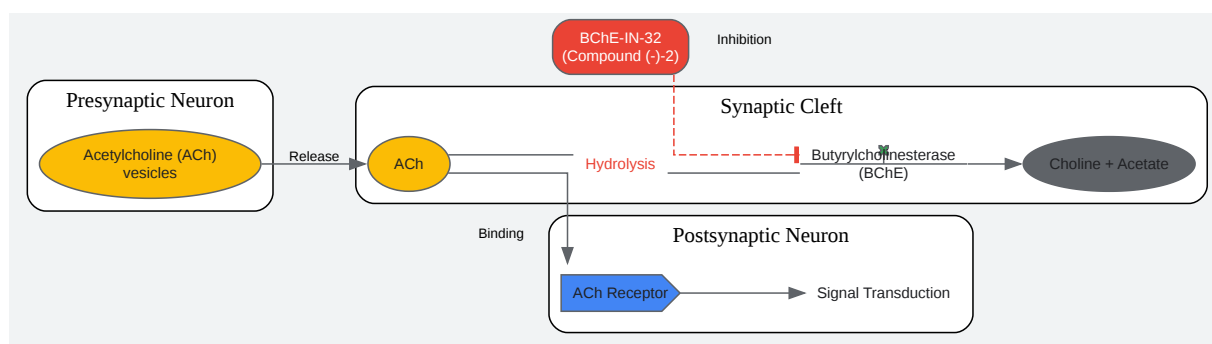 BChE-IN-32
(Compound (-)-2)
Inhibition
Presynaptic Neuron
Synaptic Cleft
Acetylcholine (ACh)
vesicles
Release
ACh
Hydrolysis
Butyrylcholinesterase
(BChE)
Choline + Acetate
Binding
Postsynaptic Neuron
ACh Receptor
Signal Transduction